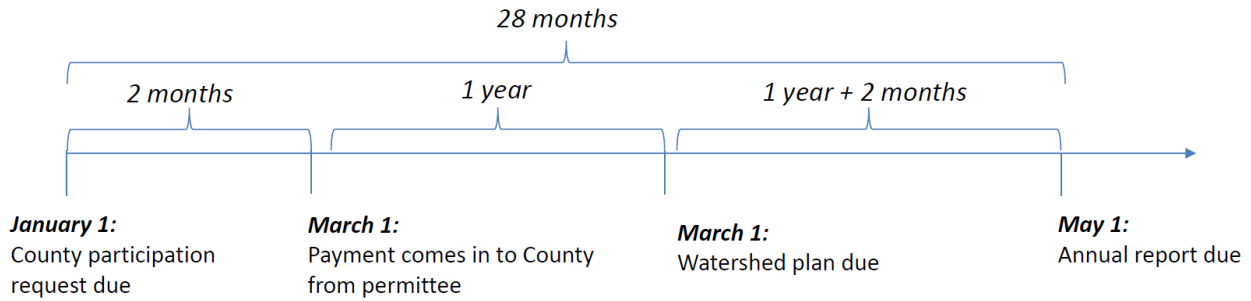 28 months
2 months
1 year
1 year + 2 months
January 1:
County participation
request due
March 1:
Payment comes in to County
from permittee
March 1:
Watershed plan due
May 1:
Annual report due